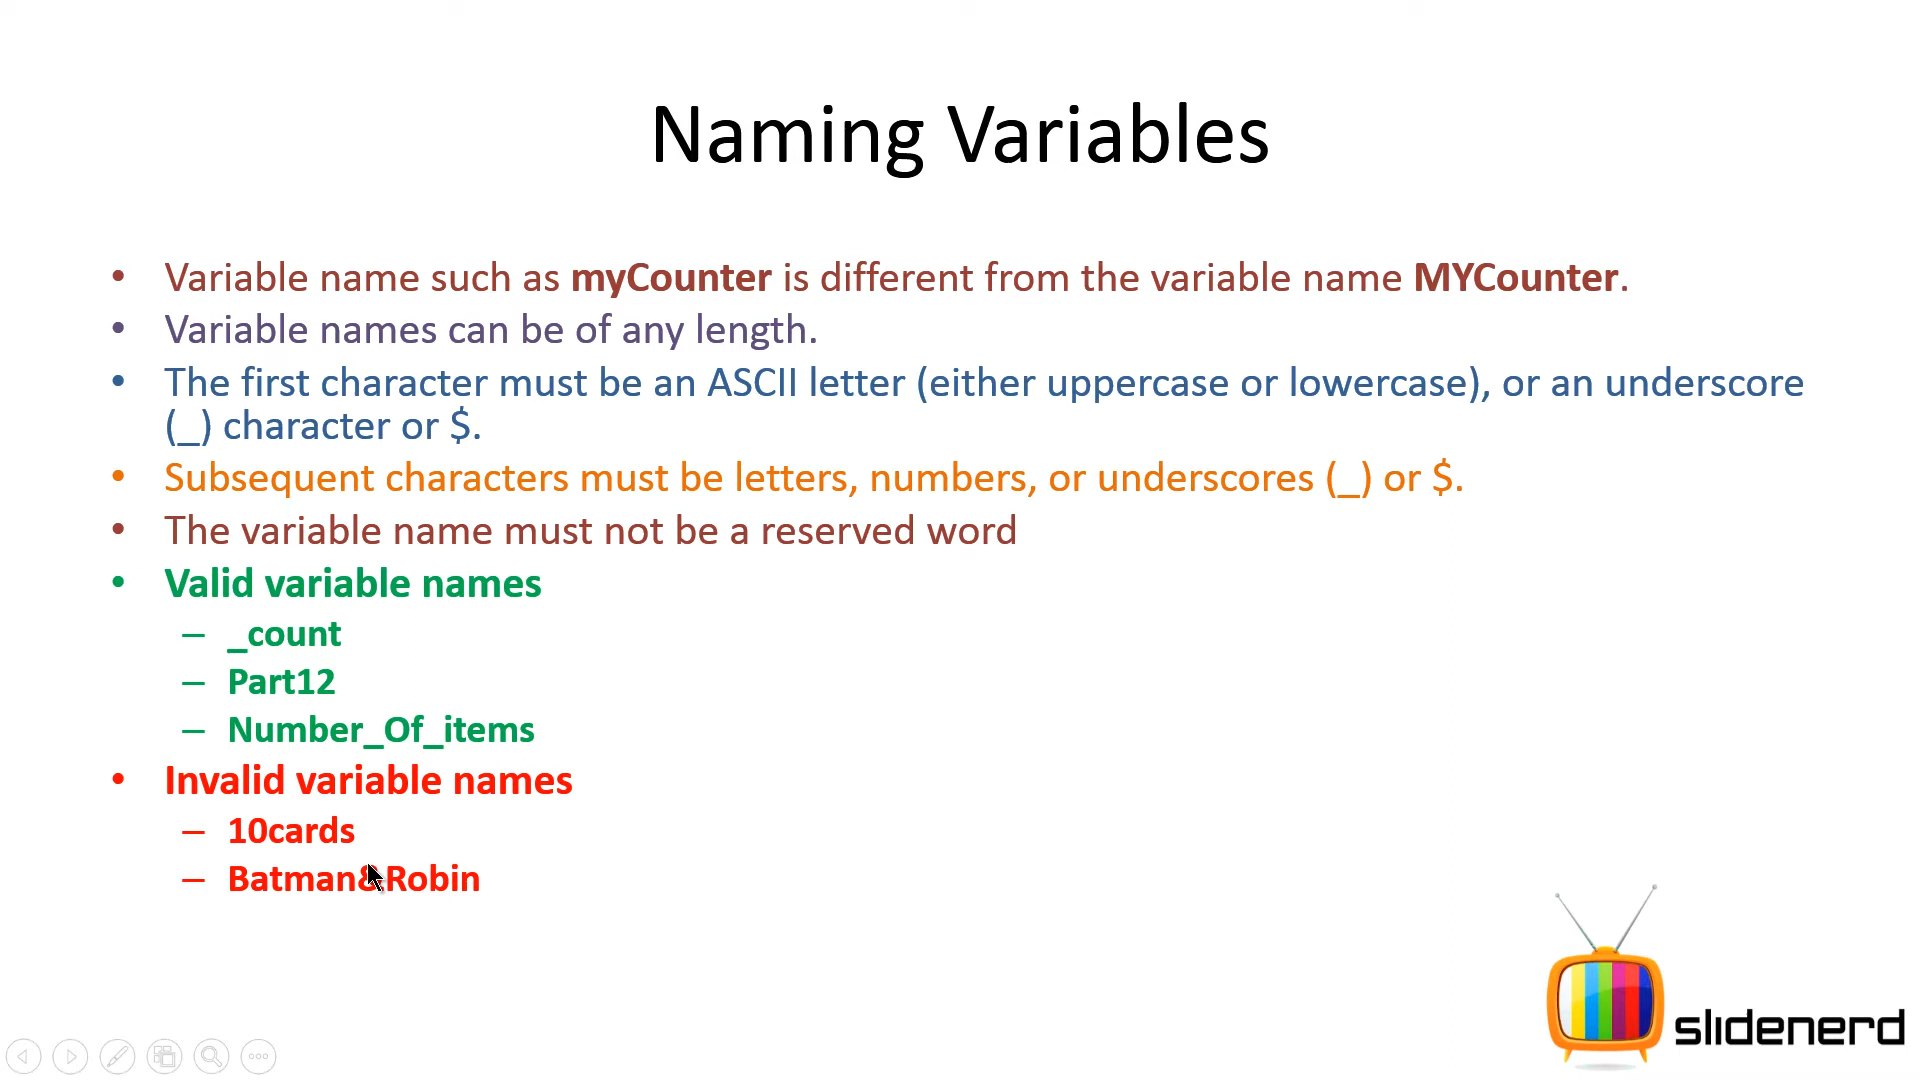 Naming Variables
• Variable name such as myCounter is different from the variable name MYCounter.
• Variable names can be of any length.
• The first character must be an ASCII letter (either uppercase or lowercase), or an underscore
(_) character or $.
• Subsequent characters must be letters, numbers, or underscores (_) or $.
• The variable name must not be a reserved word
• Valid variable names
– _count
– Part12
– Number_Of_items
• Invalid variable names
– 10cards
– Batman&Robin
slidenerd